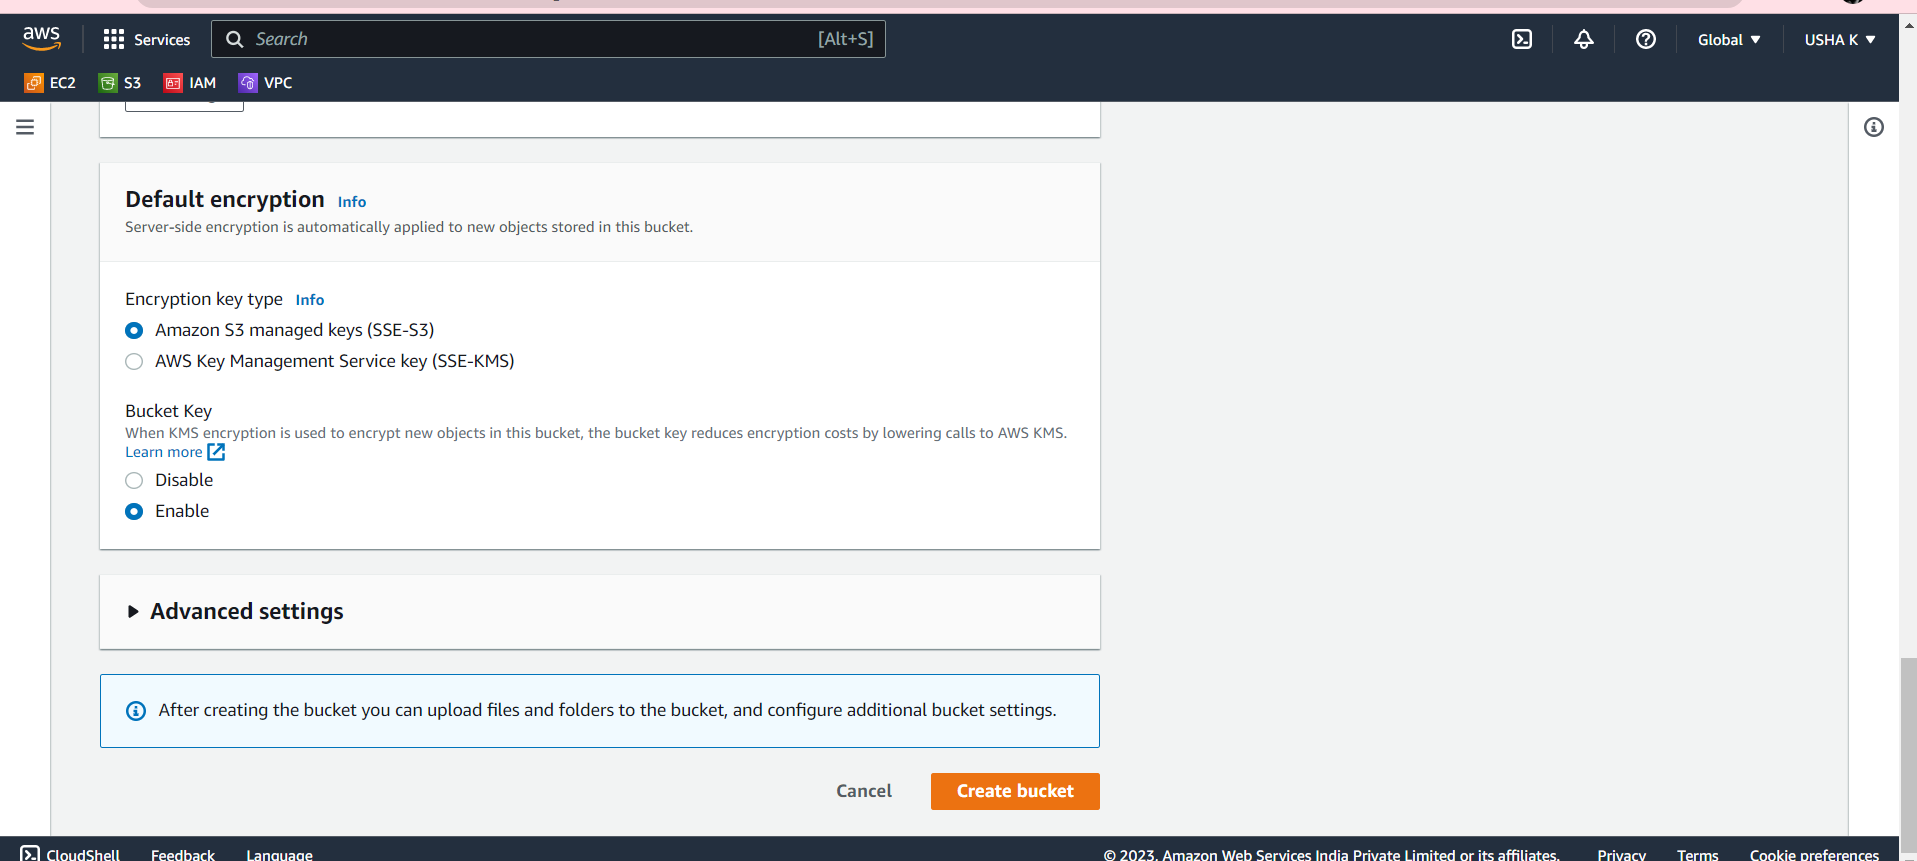 aws
Services
Search
[Alt+S]
Global
USHA K
EC2
S3
IAM
VPC
Default encryption Info
Server-side encryption is automatically applied to new objects stored in this bucket.
Encryption key type Info
Amazon S3 managed keys (SSE-S3)
AWS Key Management Service key (SSE-KMS)
Bucket Key
When KMS encryption is used to encrypt new objects in this bucket, the bucket key reduces encryption costs by lowering calls to AWS KMS.
Learn more
Disable
Enable
Advanced settings
After creating the bucket you can upload files and folders to the bucket, and configure additional bucket settings.
Cancel
Create bucket
CloudShell
Feedback
Language
© 2023, Amazon Web Services India Private Limited or its affiliates.
Privacy
Terms
Cookie preferences